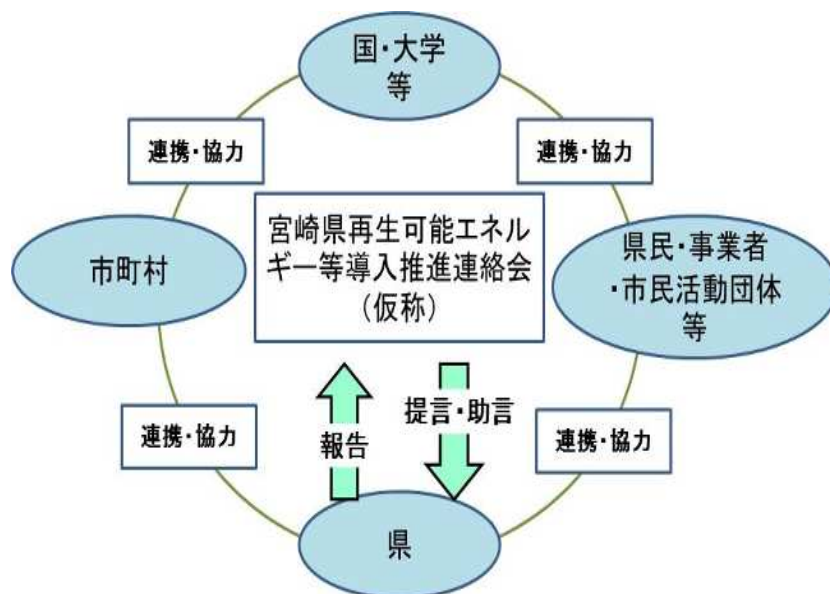 国・大学
等
連携・協力
連携・協力
宮崎県再生可能エネル
ギー等導入推進連絡会
（仮称）
市町村
県民・事業者
・市民活動団体
等
連携・協力
報告
提言・助言
連携・協力
県